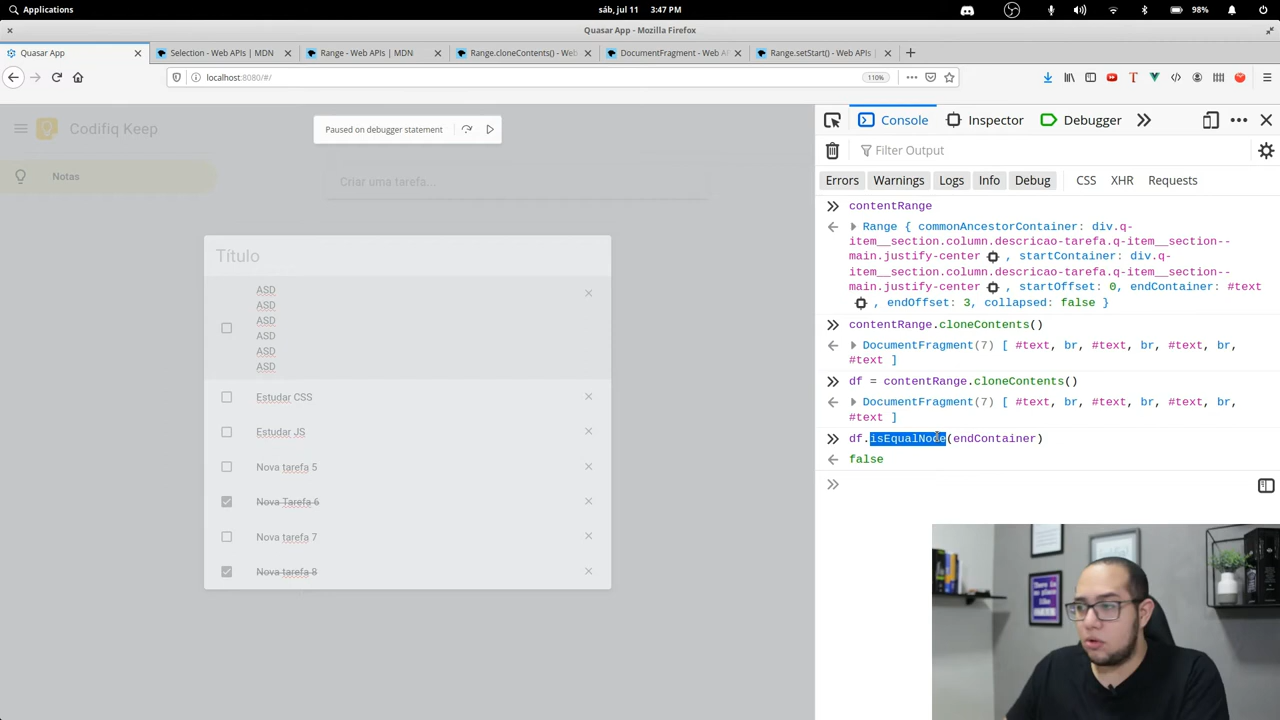 Applications
sáb, jul 11
3:47 PM
98%
Quasar App - Mozilla Firefox
Quasar App
Selection - Web APIs | MDN
Range - Web APIs | MDN
Range.cloneContents() - Web
DocumentFragment - Web A
Range.setStart() - Web APIs |
localhost:8080/#/
110%
Codifiq Keep
Notas
Paused on debugger statement
Criar uma tarefa...
Título
ASD
ASD
ASD
ASD
ASD
ASD
Estudar CSS
Estudar JS
Nova tarefa 5
Nova Tarefa 6
Nova tarefa 7
Nova tarefa 8
Console
Inspector
Debugger
Filter Output
Errors
Warnings
Logs
Info
Debug
CSS
XHR
Requests
contentRange
Range { commonAncestorContainer: div.q-
item__section.column.descricao-tarefa.q-item__section--
main.justify-center , startContainer: div.q-
item__section.column.descricao-tarefa.q-item__section--
main.justify-center , startOffset: 0, endContainer: #text
, endOffset: 3, collapsed: false }
contentRange.cloneContents()
DocumentFragment(7) [ #text, br, #text, br, #text, br,
#text ]
df = contentRange.cloneContents()
DocumentFragment(7) [ #text, br, #text, br, #text, br,
#text ]
df.isEqualNode(endContainer)
false